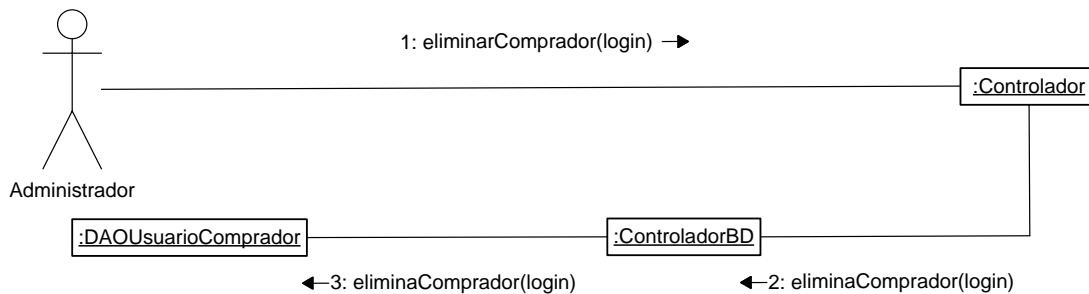 1: eliminarComprador(login)
:Controlador
Administrador
:DAOUsuarioComprador
:ControladorBD
3: eliminaComprador(login)
2: eliminaComprador(login)